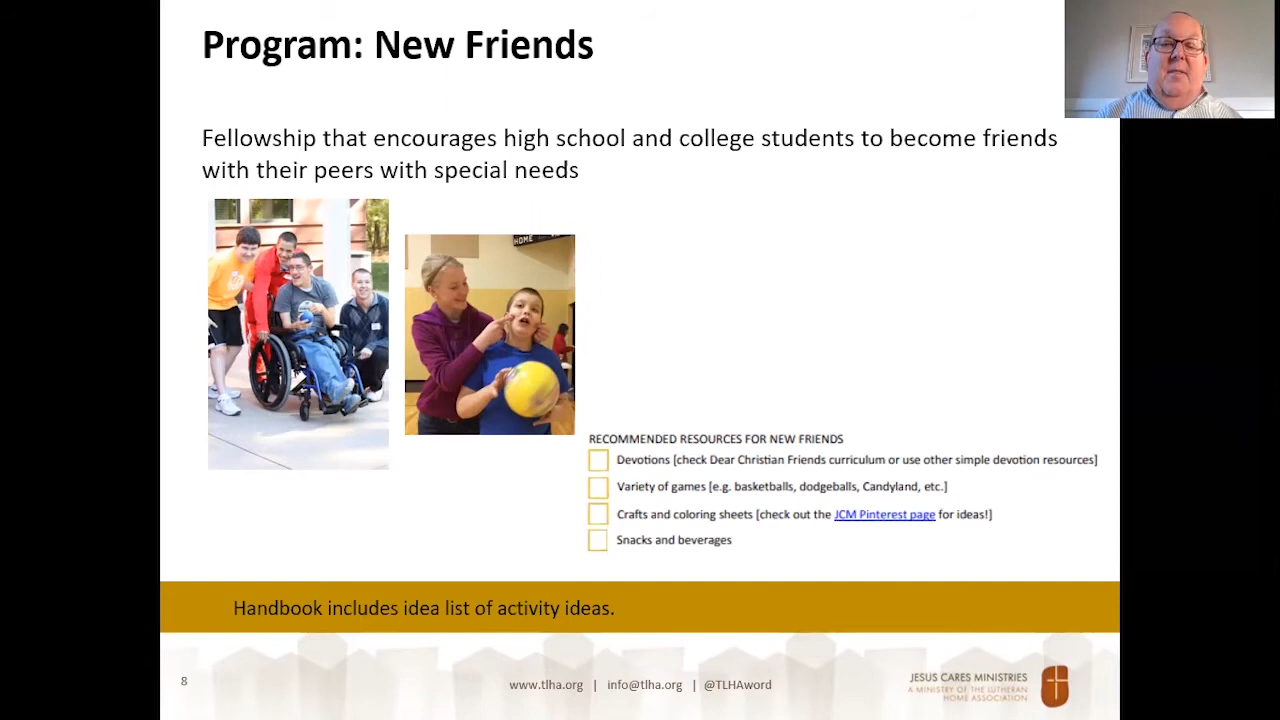 Program: New Friends
Fellowship that encourages high school and college students to become friends
with their peers with special needs
HOME
RECOMMENDED RESOURCES FOR NEW FRIENDS
Devotions [check Dear Christian Friends curriculum or use other simple devotion resources]
Variety of games [e.g. basketballs, dodgeballs, Candyland, etc.]
Crafts and coloring sheets [check out the JCM Pinterest page for ideas!]
Snacks and beverages
Handbook includes idea list of activity ideas.
8
www.tlha.org | info@tlha.org | @TLHAword
JESUS CARES MINISTRIES
A MINISTRY OF THE LUTHERAN
HOME ASSOCIATION